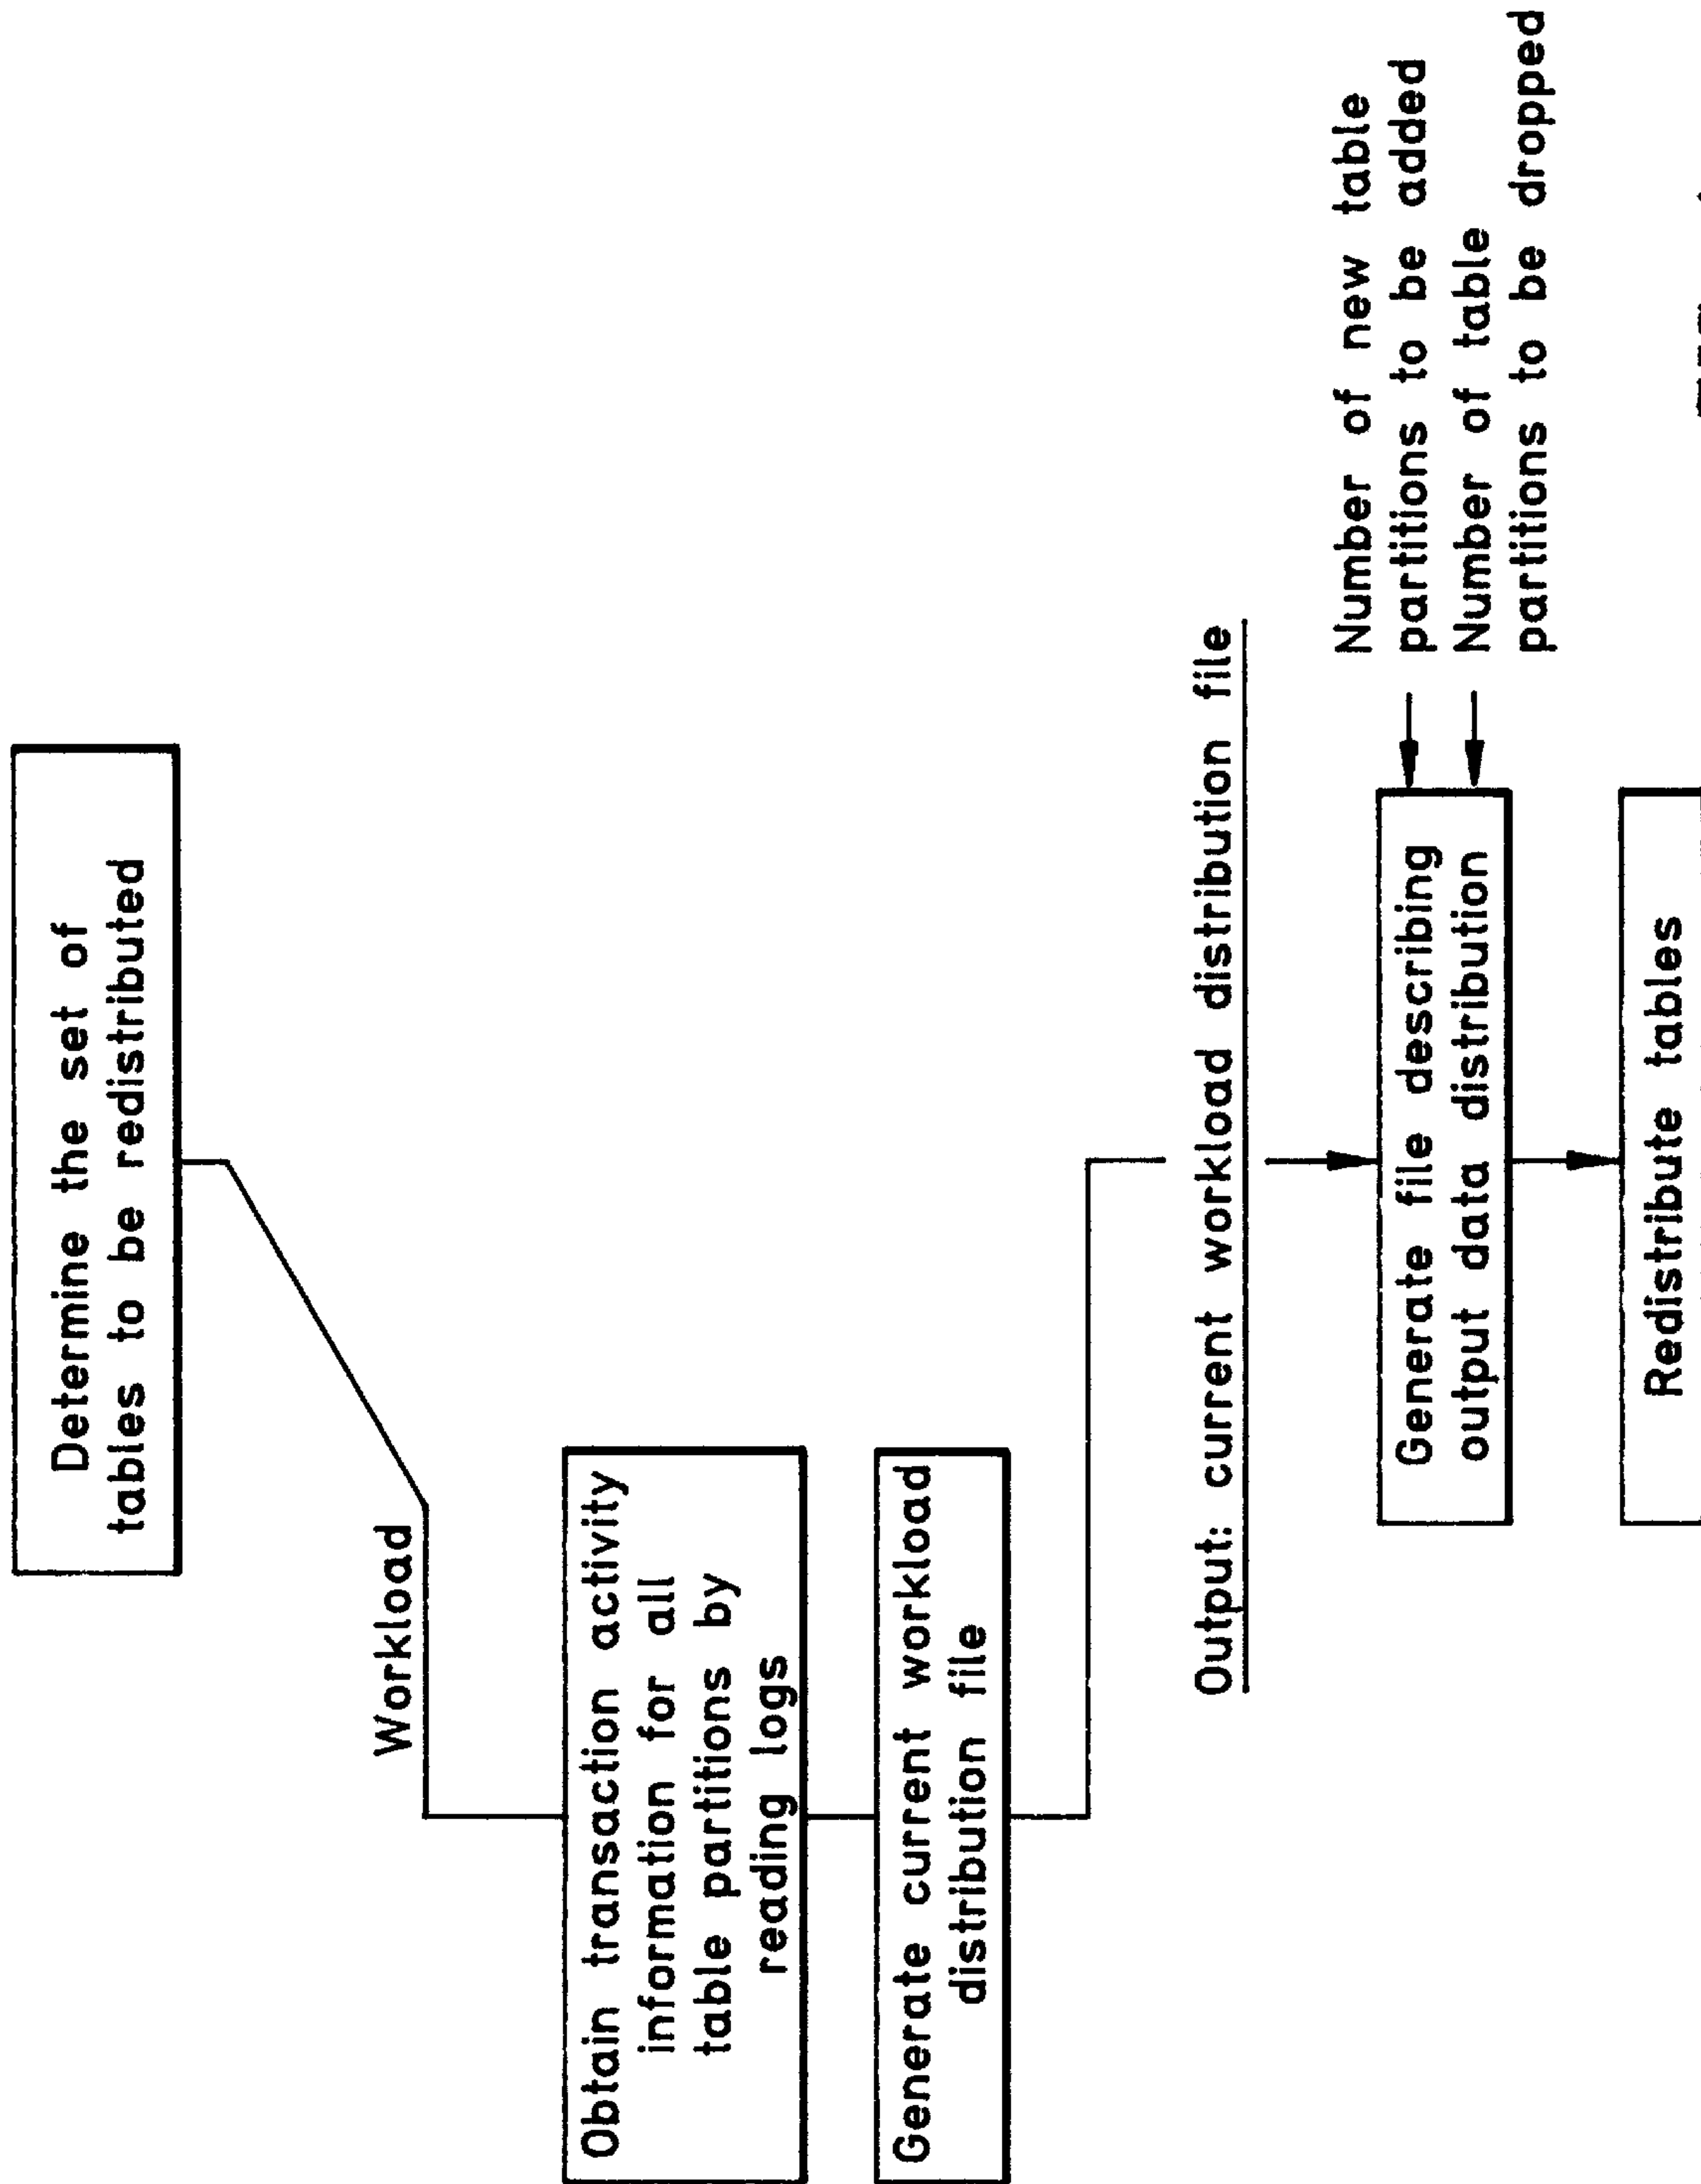 Determine the set of
tables to be redistributed
Workload
Obtain transaction activity
information for all
table partitions by
reading logs
Generate current workload
distribution file
Output: current workload distribution file
Number of new table
partitions to be added
Number of table
partitions to be dropped
Generate file describing
output data distribution
Redistribute tables